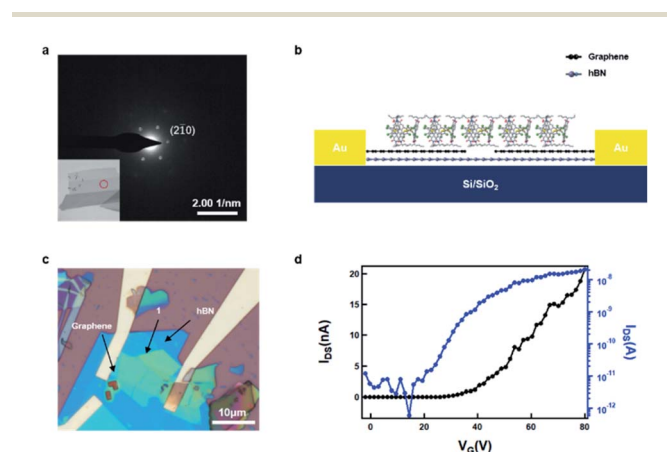 a
(21̄0)
2.00 1/nm
b
Graphene
hBN
Au
Au
Si/SiO₂
c
Graphene
1
hBN
10μm
d
I_DS(nA)
20
15
10
5
0
0
20
40
60
80
V_G(V)
10⁻⁸
10⁻⁹
10⁻¹⁰
10⁻¹¹
10⁻¹²
I_DS(A)